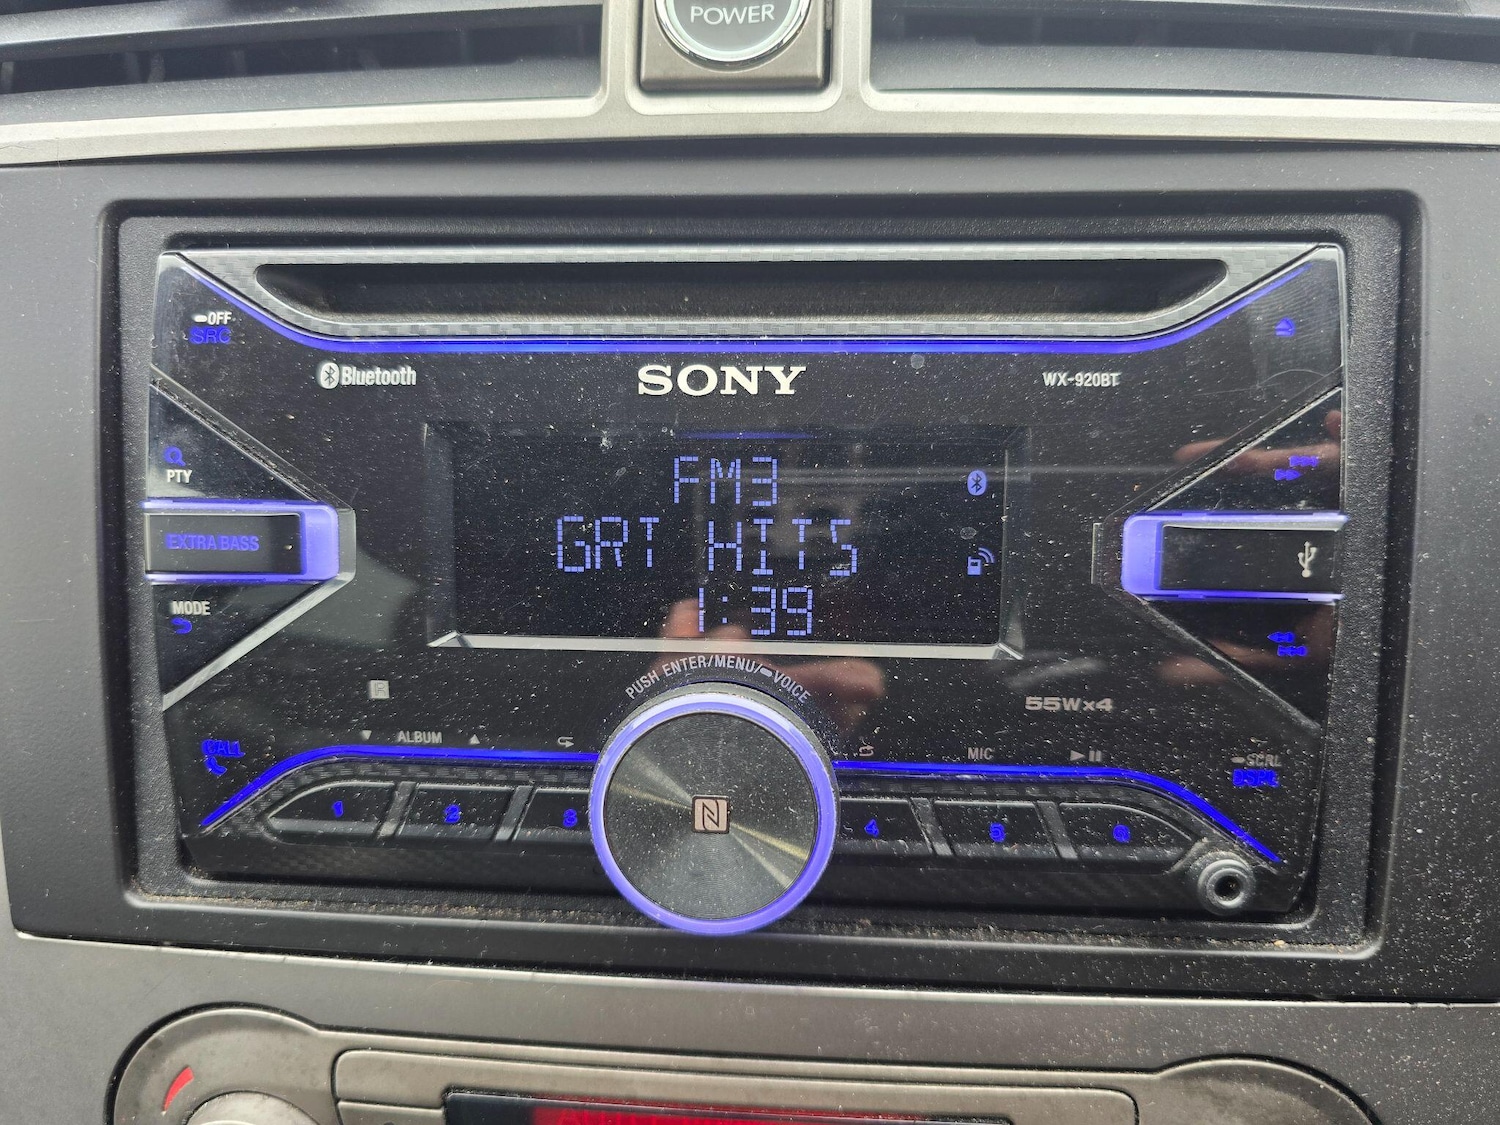 POWER
OFF
SRC
Bluetooth
SONY
WX-920BT
PTY
FM3
GRT HITS
1:39
EXTRA BASS
MODE
PUSH ENTER/MENU/ VOICE
55Wx4
CALL
ALBUM
MIC
SCRL
DSPL
1 2 3 4 5 6